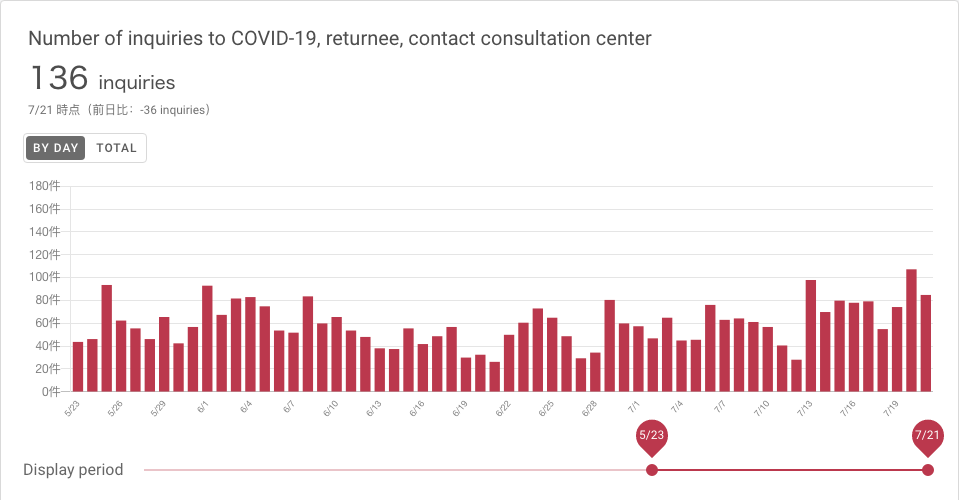 Number of inquiries to COVID-19, returnee, contact consultation center
136 inquiries
7/21 時点（前日比： -36 inquiries）
BY DAY TOTAL
180件
160件
140件
120件
100件
80件
60件
40件
20件
0件
5/23 5/26 5/29 6/1 6/4 6/7 6/10 6/13 6/16 6/19 6/22 6/25 6/28 7/1 7/4 7/7 7/10 7/13 7/16 7/19
5/23 7/21
Display period